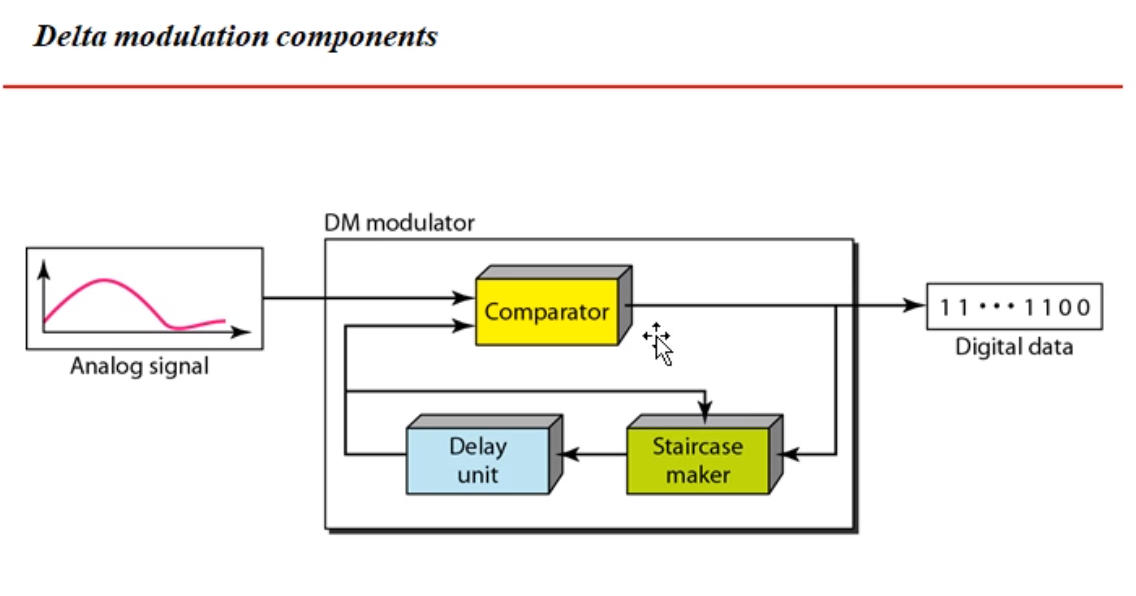 Delta modulation components
DM modulator
Comparator
11 ··· 1100
Digital data
Analog signal
Delay
unit
Staircase
maker